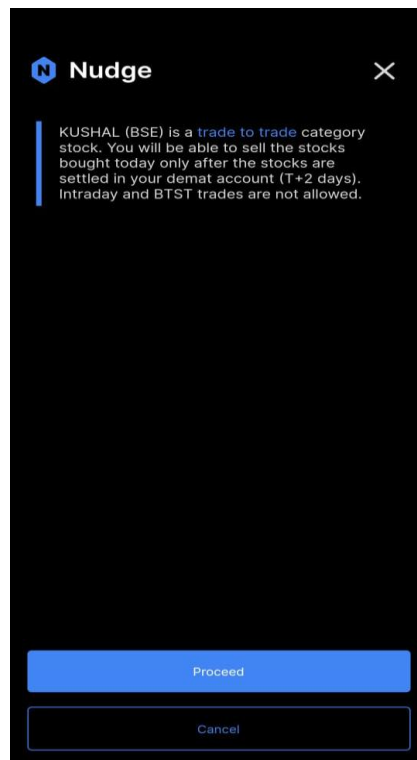 N Nudge
KUSHAL (BSE) is a trade to trade category
stock. You will be able to sell the stocks
bought today only after the stocks are
settled in your demat account (T+2 days).
Intraday and BTST trades are not allowed.
Proceed
Cancel